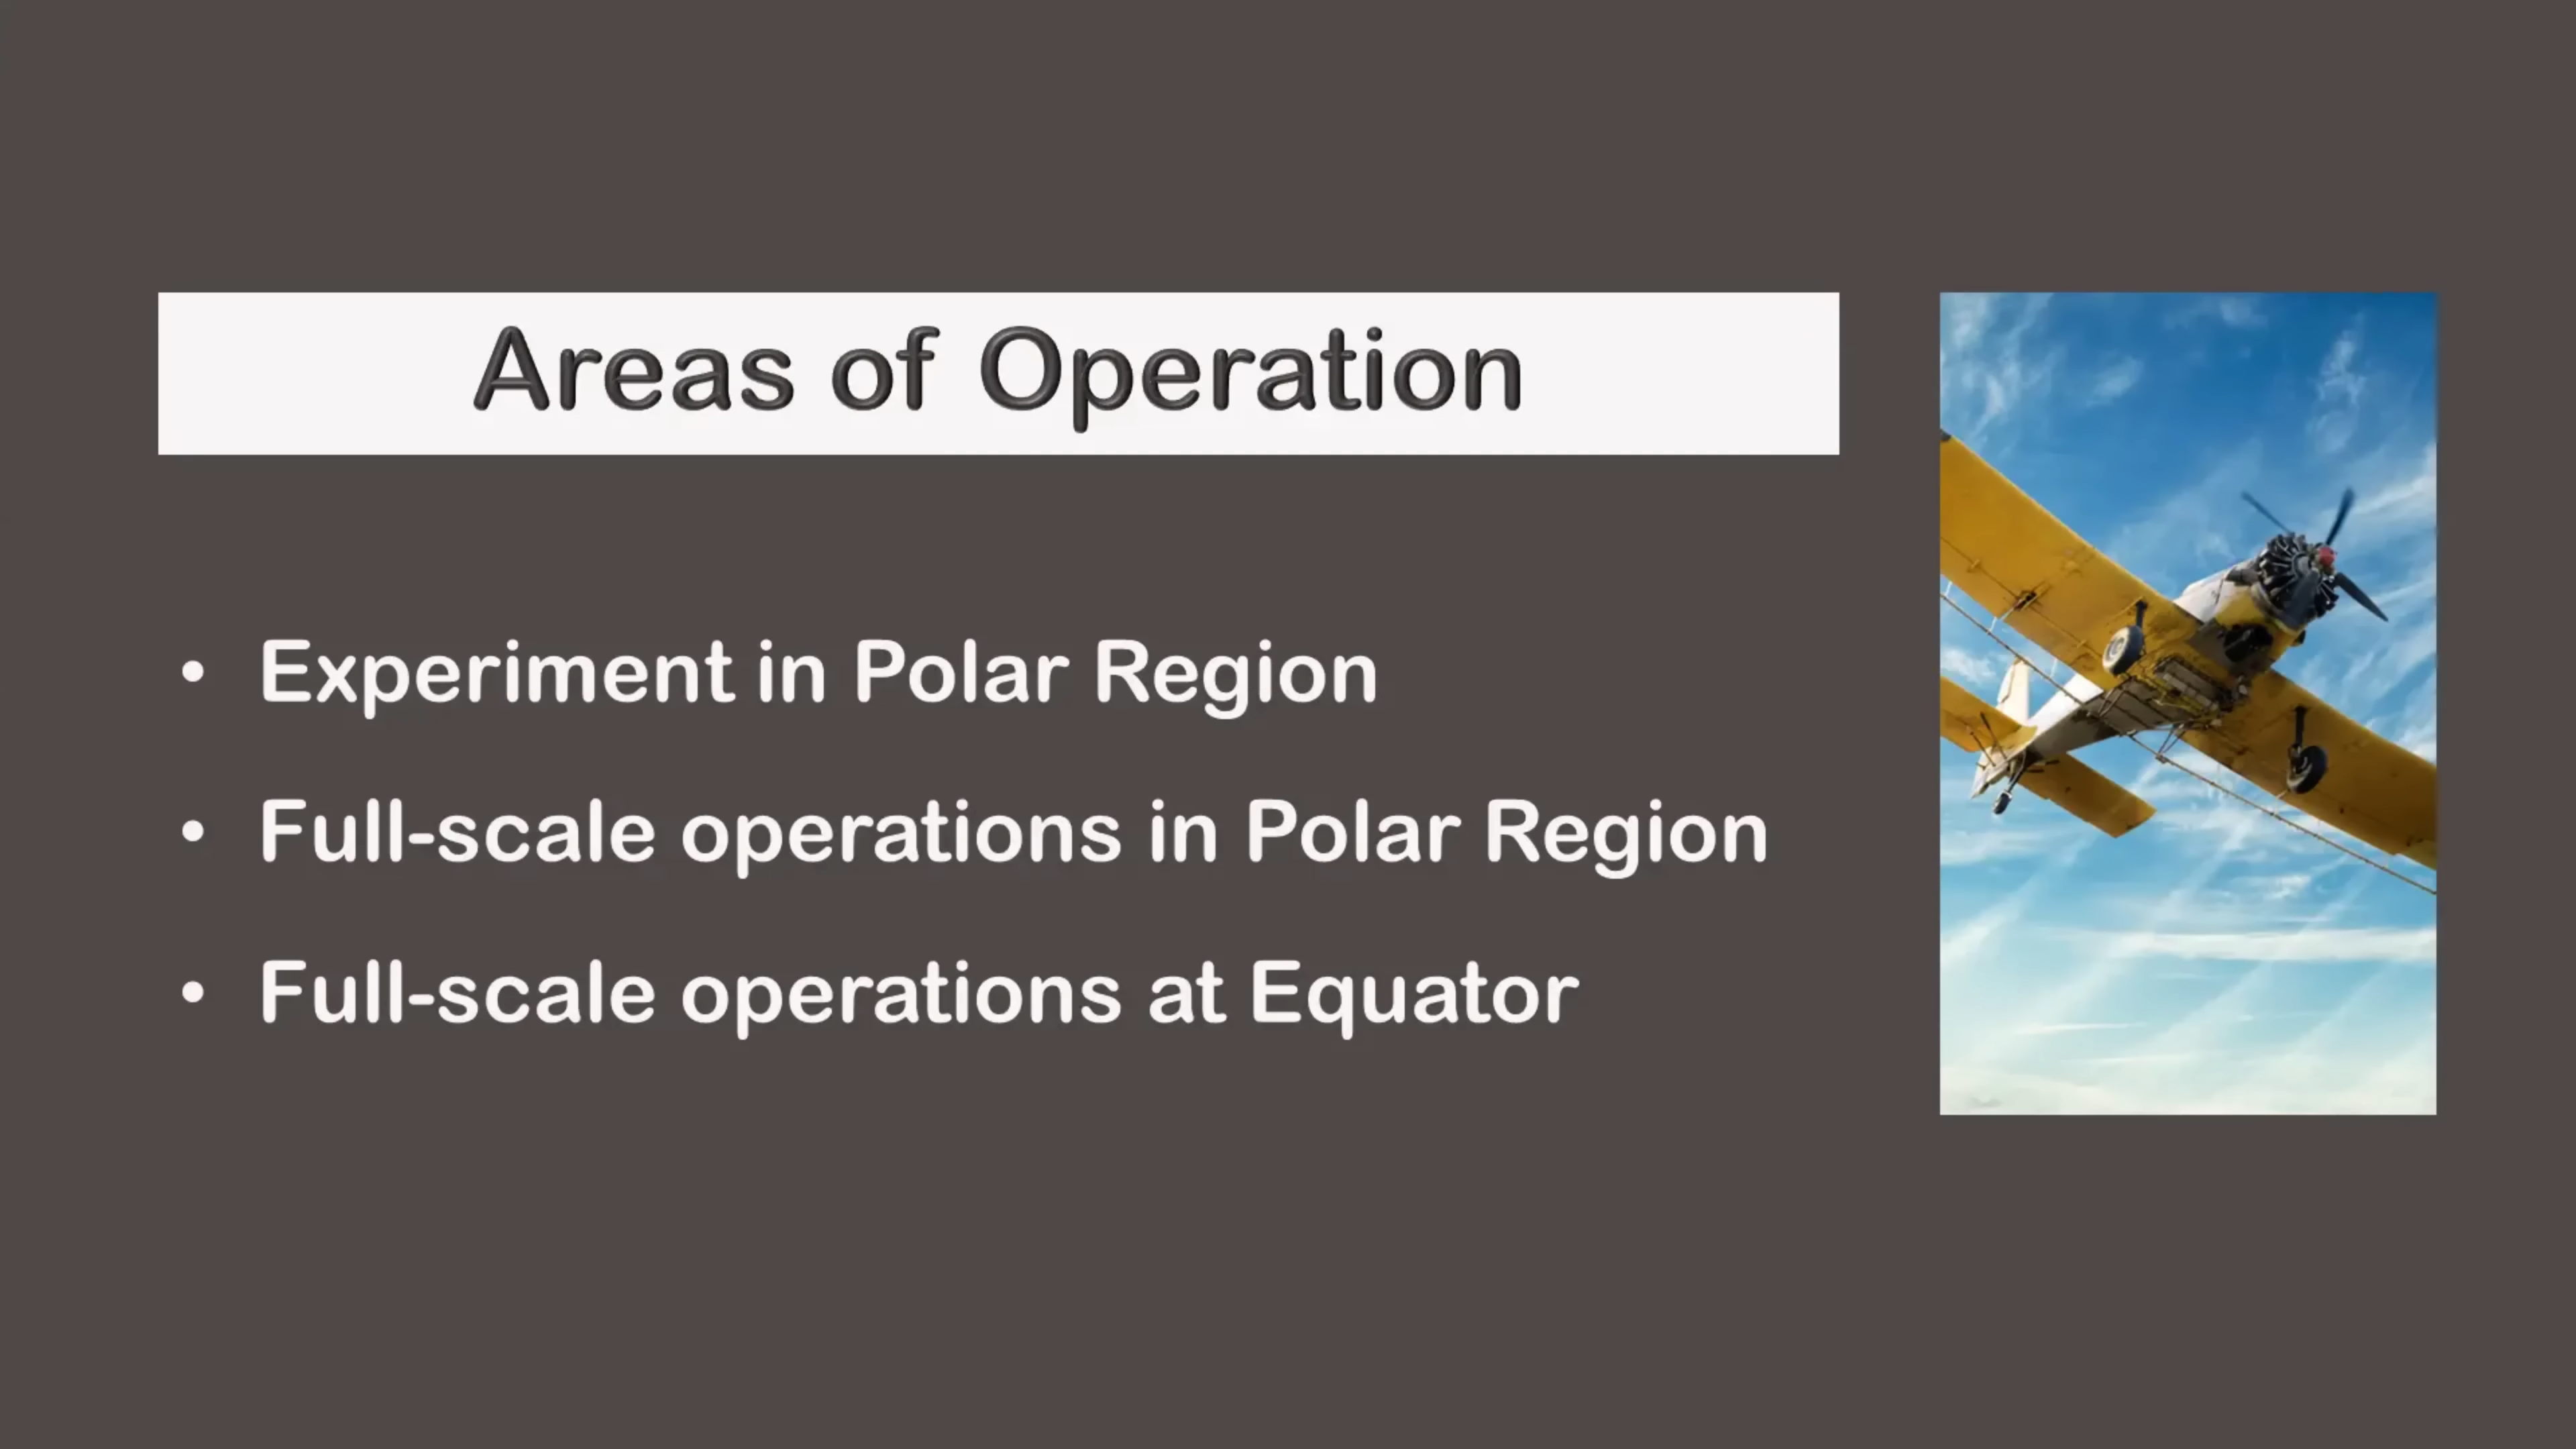 Areas of Operation
• Experiment in Polar Region
• Full-scale operations in Polar Region
• Full-scale operations at Equator